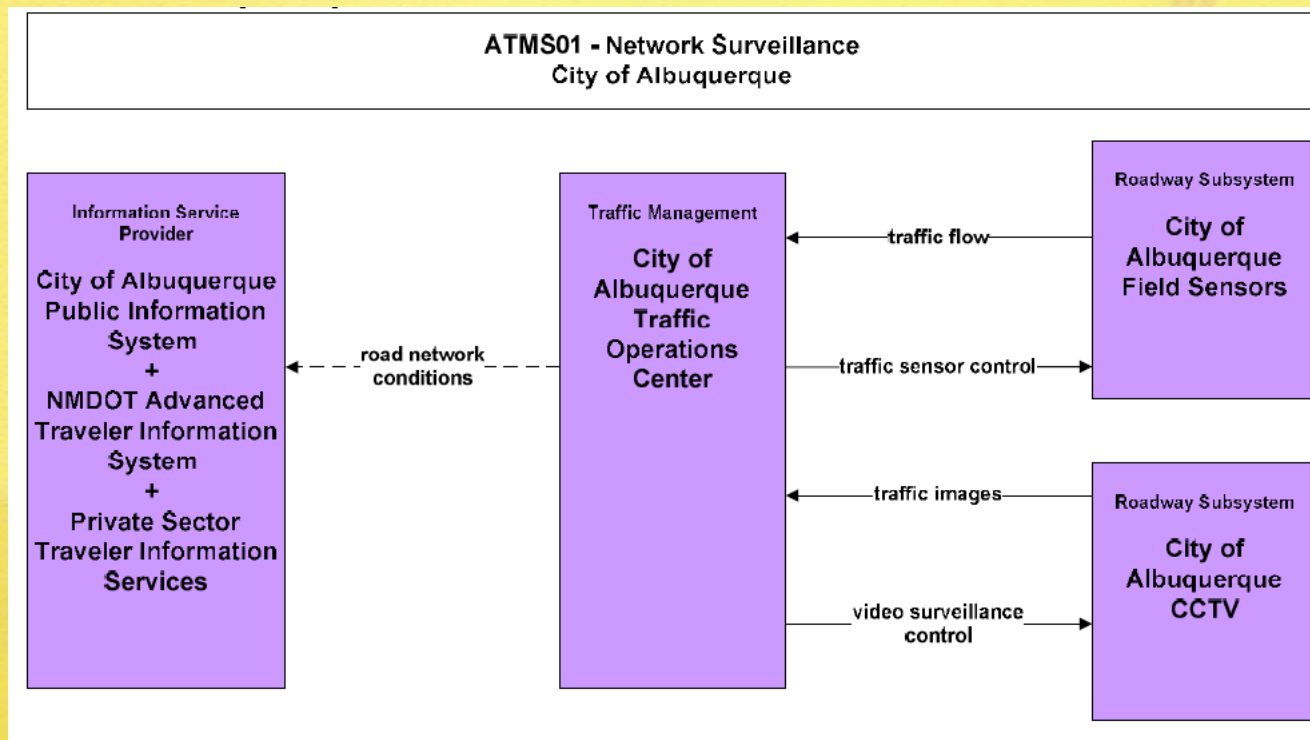 ATMS01 - Network Surveillance
City of Albuquerque
Information Service
Provider
City of Albuquerque
Public Information
System
+
NMDOT Advanced
Traveler Information
System
+
Private Sector
Traveler Information
Services
road network
conditions
Traffic Management
City of
Albuquerque
Traffic
Operations
Center
traffic flow
traffic sensor control
traffic images
video surveillance
control
Roadway Subsystem
City of
Albuquerque
Field Sensors
Roadway Subsystem
City of
Albuquerque
CCTV